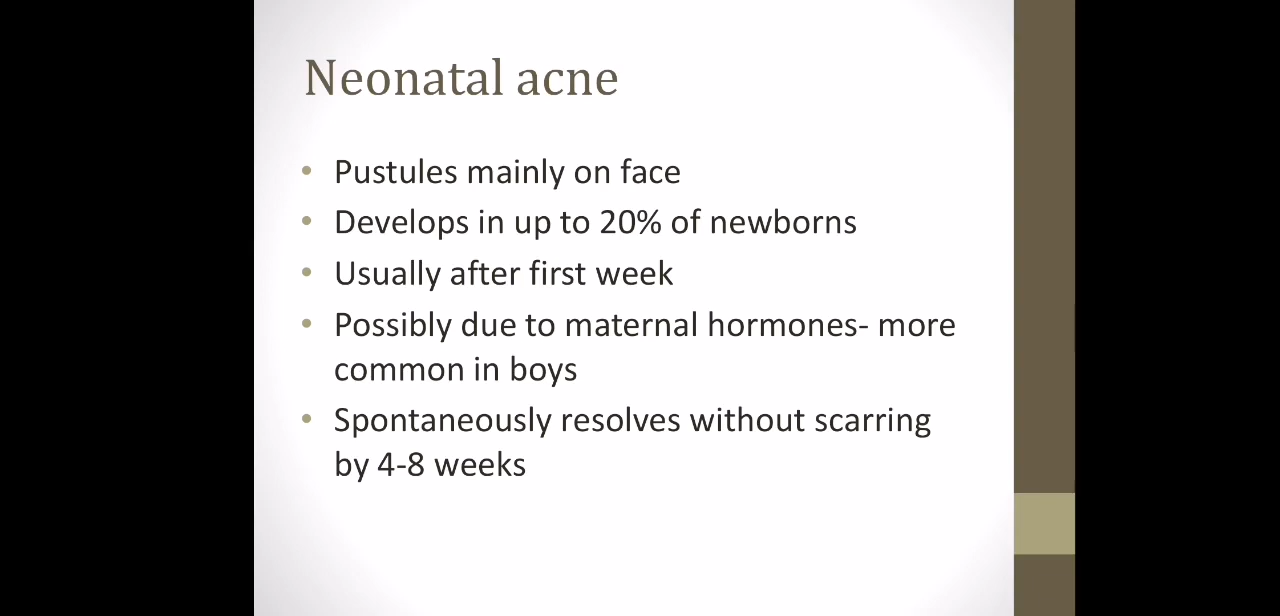 Neonatal acne
• Pustules mainly on face
• Develops in up to 20% of newborns
• Usually after first week
• Possibly due to maternal hormones- more
common in boys
• Spontaneously resolves without scarring
by 4-8 weeks